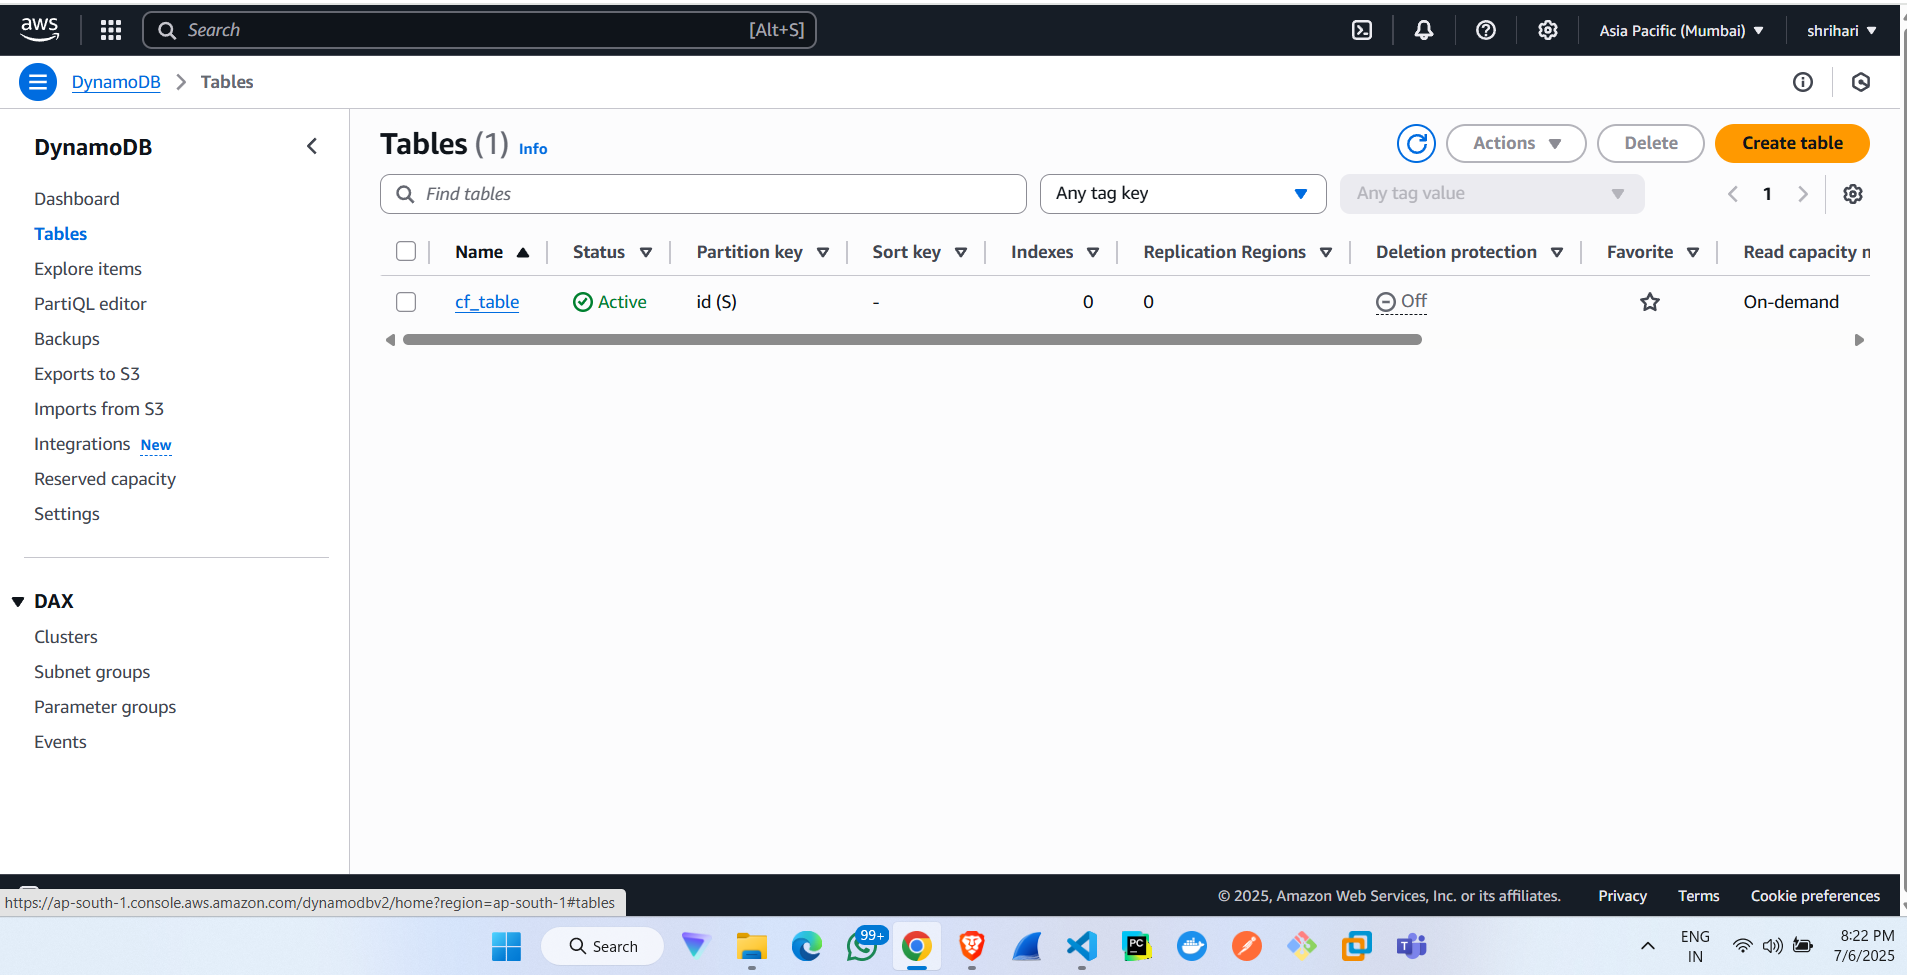 aws
Search [Alt+S]
Asia Pacific (Mumbai)
shrihari
DynamoDB
Tables
DynamoDB
Dashboard
Tables
Explore items
PartiQL editor
Backups
Exports to S3
Imports from S3
Integrations New
Reserved capacity
Settings
DAX
Clusters
Subnet groups
Parameter groups
Events
Tables (1) Info
Actions
Delete
Create table
Find tables
Any tag key
Any tag value
1
Name Status Partition key Sort key Indexes Replication Regions Deletion protection Favorite Read capacity
cf_table Active id (S) - 0 0 Off On-demand
© 2025, Amazon Web Services, Inc. or its affiliates. Privacy Terms Cookie preferences
https://ap-south-1.console.aws.amazon.com/dynamodbv2/home?region=ap-south-1#tables
Search
99+
PC
ENG
IN
8:22 PM
7/6/2025